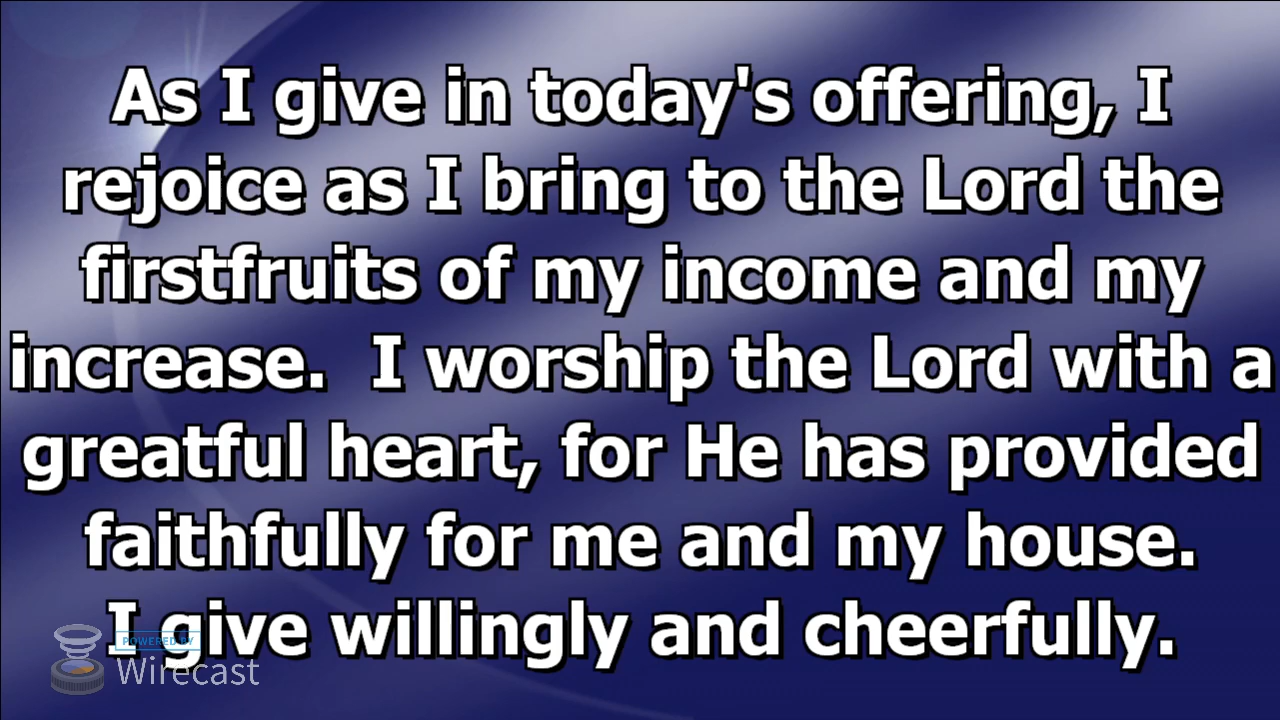 As I give in today's offering, I
rejoice as I bring to the Lord the
firstfruits of my income and my
increase.  I worship the Lord with a
greatful heart, for He has provided
faithfully for me and my house.
I give willingly and cheerfully.
POWERED BY
Wirecast